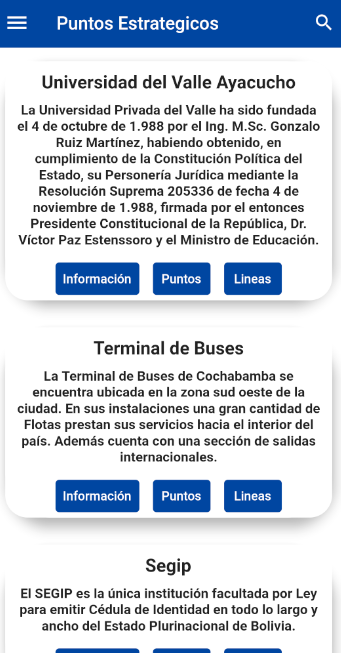 Puntos Estrategicos
Universidad del Valle Ayacucho
La Universidad Privada del Valle ha sido fundada
el 4 de octubre de 1.988 por el Ing. M.Sc. Gonzalo
Ruiz Martínez, habiendo obtenido, en
cumplimiento de la Constitución Política del
Estado, su Personería Jurídica mediante la
Resolución Suprema 205336 de fecha 4 de
noviembre de 1.988, firmada por el entonces
Presidente Constitucional de la República, Dr.
Víctor Paz Estenssoro y el Ministro de Educación.
Información Puntos Lineas
Terminal de Buses
La Terminal de Buses de Cochabamba se
encuentra ubicada en la zona sud oeste de la
ciudad. En sus instalaciones una gran cantidad de
Flotas prestan sus servicios hacia el interior del
país. Además cuenta con una sección de salidas
internacionales.
Información Puntos Lineas
Segip
El SEGIP es la única institución facultada por Ley
para emitir Cédula de Identidad en todo lo largo y
ancho del Estado Plurinacional de Bolivia.